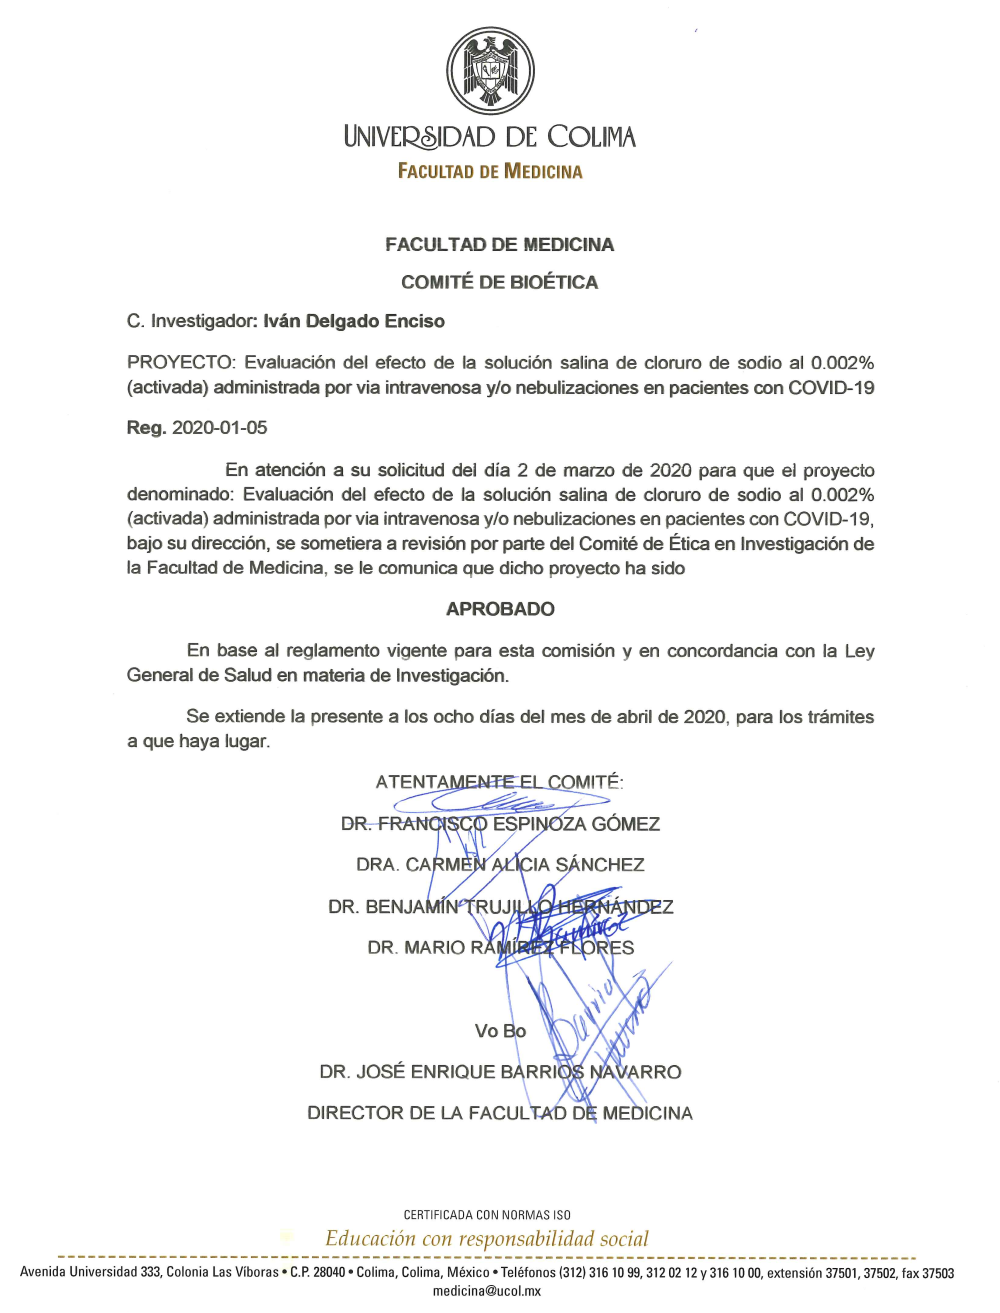 UNIVERSIDAD DE COLIMA
FACULTAD DE MEDICINA
FACULTAD DE MEDICINA
COMITÉ DE BIOÉTICA
C. Investigador: Iván Delgado Enciso
PROYECTO: Evaluación del efecto de la solución salina de cloruro de sodio al 0.002%
(activada) administrada por via intravenosa y/o nebulizaciones en pacientes con COVID-19
Reg. 2020-01-05
En atención a su solicitud del día 2 de marzo de 2020 para que el proyecto
denominado: Evaluación del efecto de la solución salina de cloruro de sodio al 0.002%
(activada) administrada por via intravenosa y/o nebulizaciones en pacientes con COVID-19,
bajo su dirección, se sometiera a revisión por parte del Comité de Ética en Investigación de
la Facultad de Medicina, se le comunica que dicho proyecto ha sido
APROBADO
En base al reglamento vigente para esta comisión y en concordancia con la Ley
General de Salud en materia de Investigación.
Se extiende la presente a los ocho días del mes de abril de 2020, para los trámites
a que haya lugar.
ATENTAMENTE EL COMITÉ:
DR. FRANCISCO ESPINOZA GÓMEZ
DRA. CARMEN ALICIA SÁNCHEZ
DR. BENJAMÍN TRUJILLO HERNÁNDEZ
DR. MARIO RAMÍREZ FLORES
Vo Bo
DR. JOSÉ ENRIQUE BARRIOS NAVARRO
DIRECTOR DE LA FACULTAD DE MEDICINA
CERTIFICADA CON NORMAS ISO
Educación con responsabilidad social
Avenida Universidad 333, Colonia Las Víboras • C.P. 28040 • Colima, Colima, México • Teléfonos (312) 316 10 99, 312 02 12 y 316 10 00, extensión 37501, 37502, fax 37503
medicina@ucol.mx